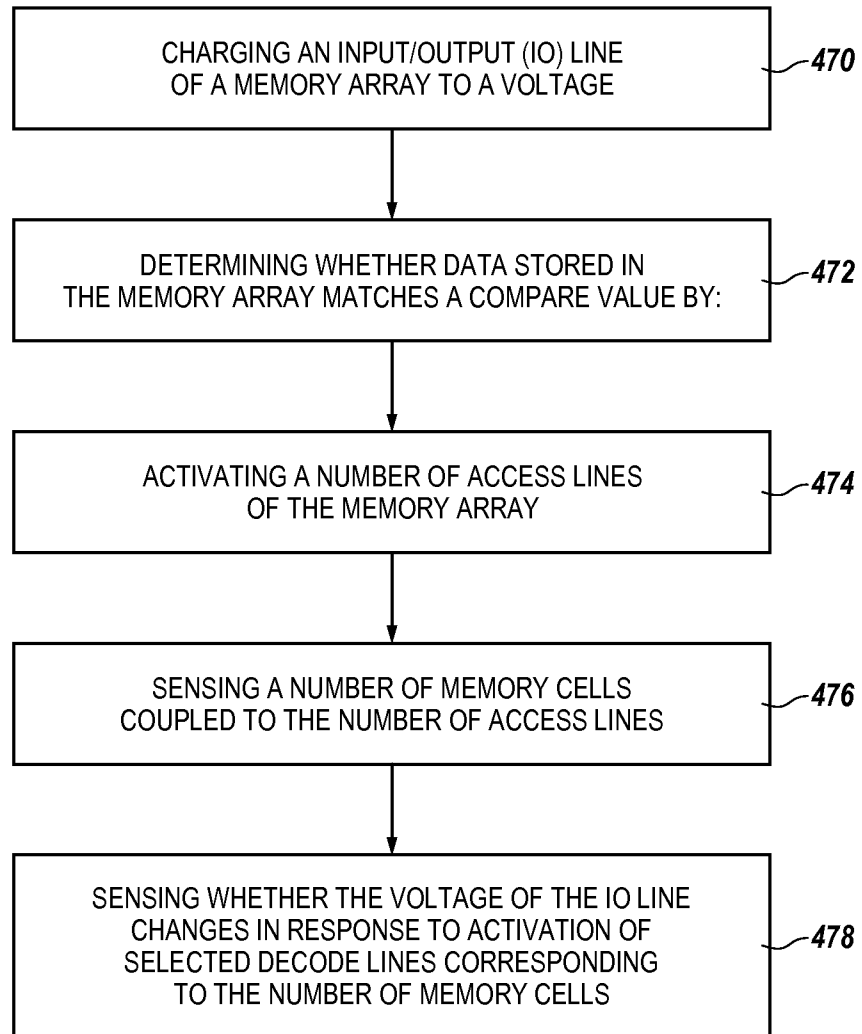 CHARGING AN INPUT/OUTPUT (IO) LINE
OF A MEMORY ARRAY TO A VOLTAGE
470
DETERMINING WHETHER DATA STORED IN
THE MEMORY ARRAY MATCHES A COMPARE VALUE BY:
472
ACTIVATING A NUMBER OF ACCESS LINES
OF THE MEMORY ARRAY
474
SENSING A NUMBER OF MEMORY CELLS
COUPLED TO THE NUMBER OF ACCESS LINES
476
SENSING WHETHER THE VOLTAGE OF THE IO LINE
CHANGES IN RESPONSE TO ACTIVATION OF
SELECTED DECODE LINES CORRESPONDING
TO THE NUMBER OF MEMORY CELLS
478